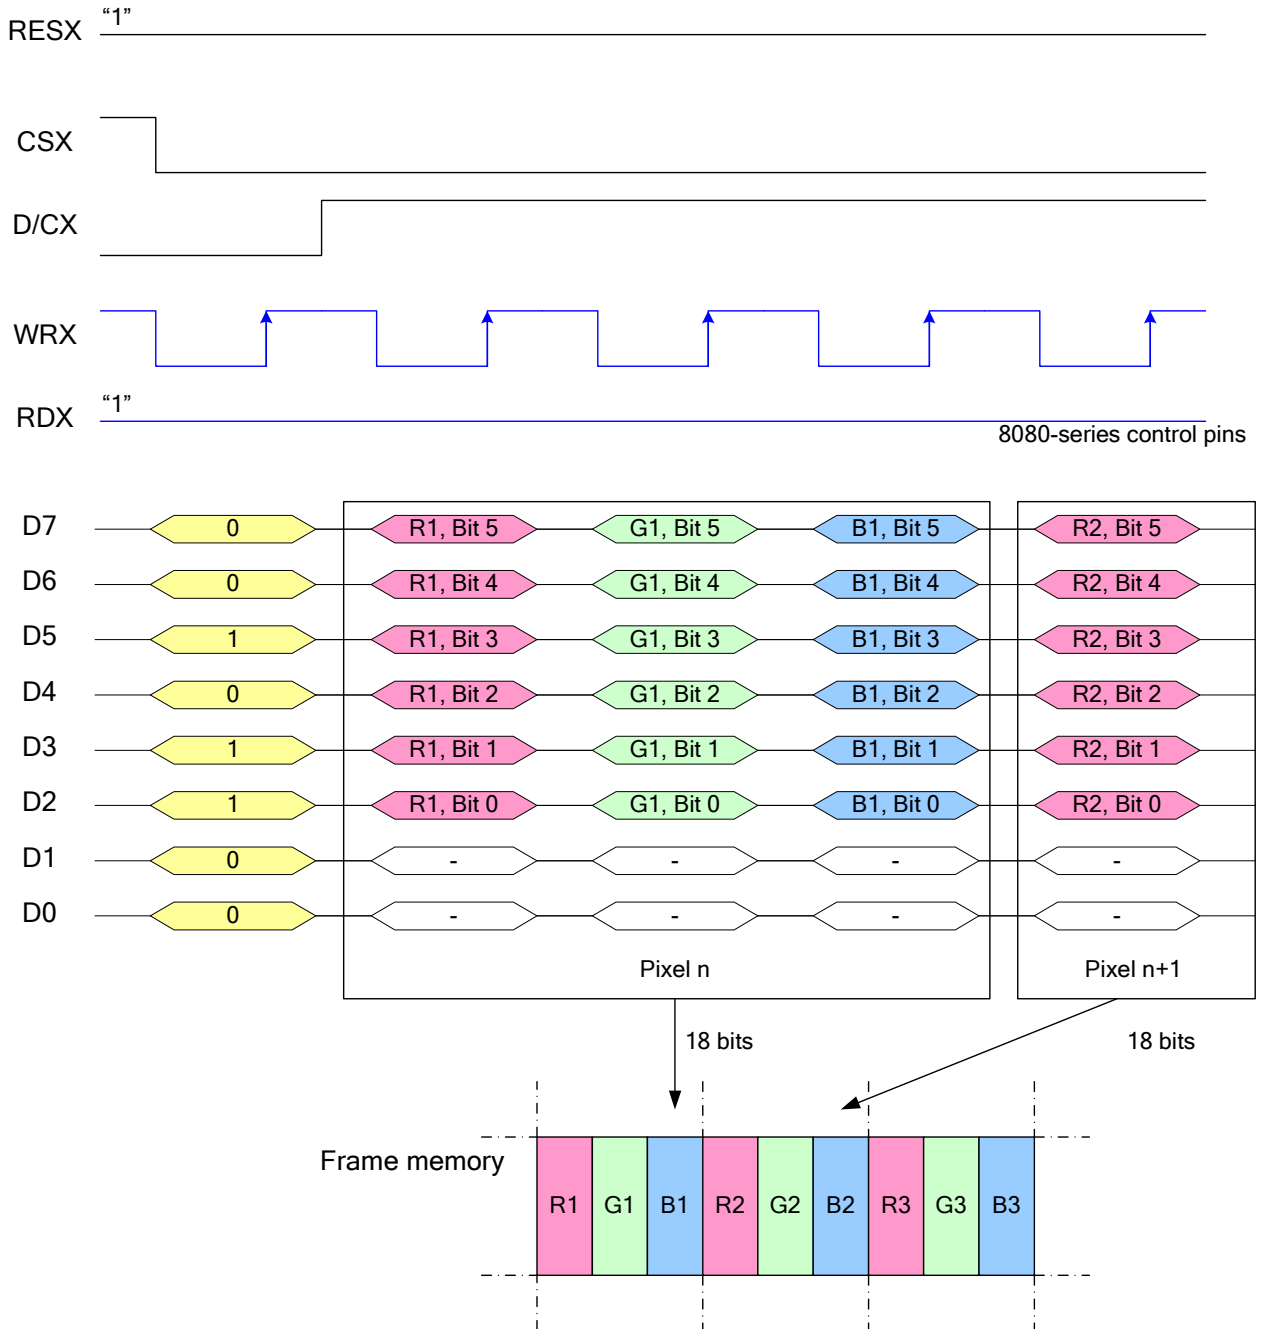 RESX “1”
CSX
D/CX
WRX
RDX “1”
8080-series control pins
D7 0 R1, Bit 5 G1, Bit 5 B1, Bit 5 R2, Bit 5
D6 0 R1, Bit 4 G1, Bit 4 B1, Bit 4 R2, Bit 4
D5 1 R1, Bit 3 G1, Bit 3 B1, Bit 3 R2, Bit 3
D4 0 R1, Bit 2 G1, Bit 2 B1, Bit 2 R2, Bit 2
D3 1 R1, Bit 1 G1, Bit 1 B1, Bit 1 R2, Bit 1
D2 1 R1, Bit 0 G1, Bit 0 B1, Bit 0 R2, Bit 0
D1 0 - - - -
D0 0 - - - -
Pixel n Pixel n+1
18 bits 18 bits
Frame memory
R1 G1 B1 R2 G2 B2 R3 G3 B3